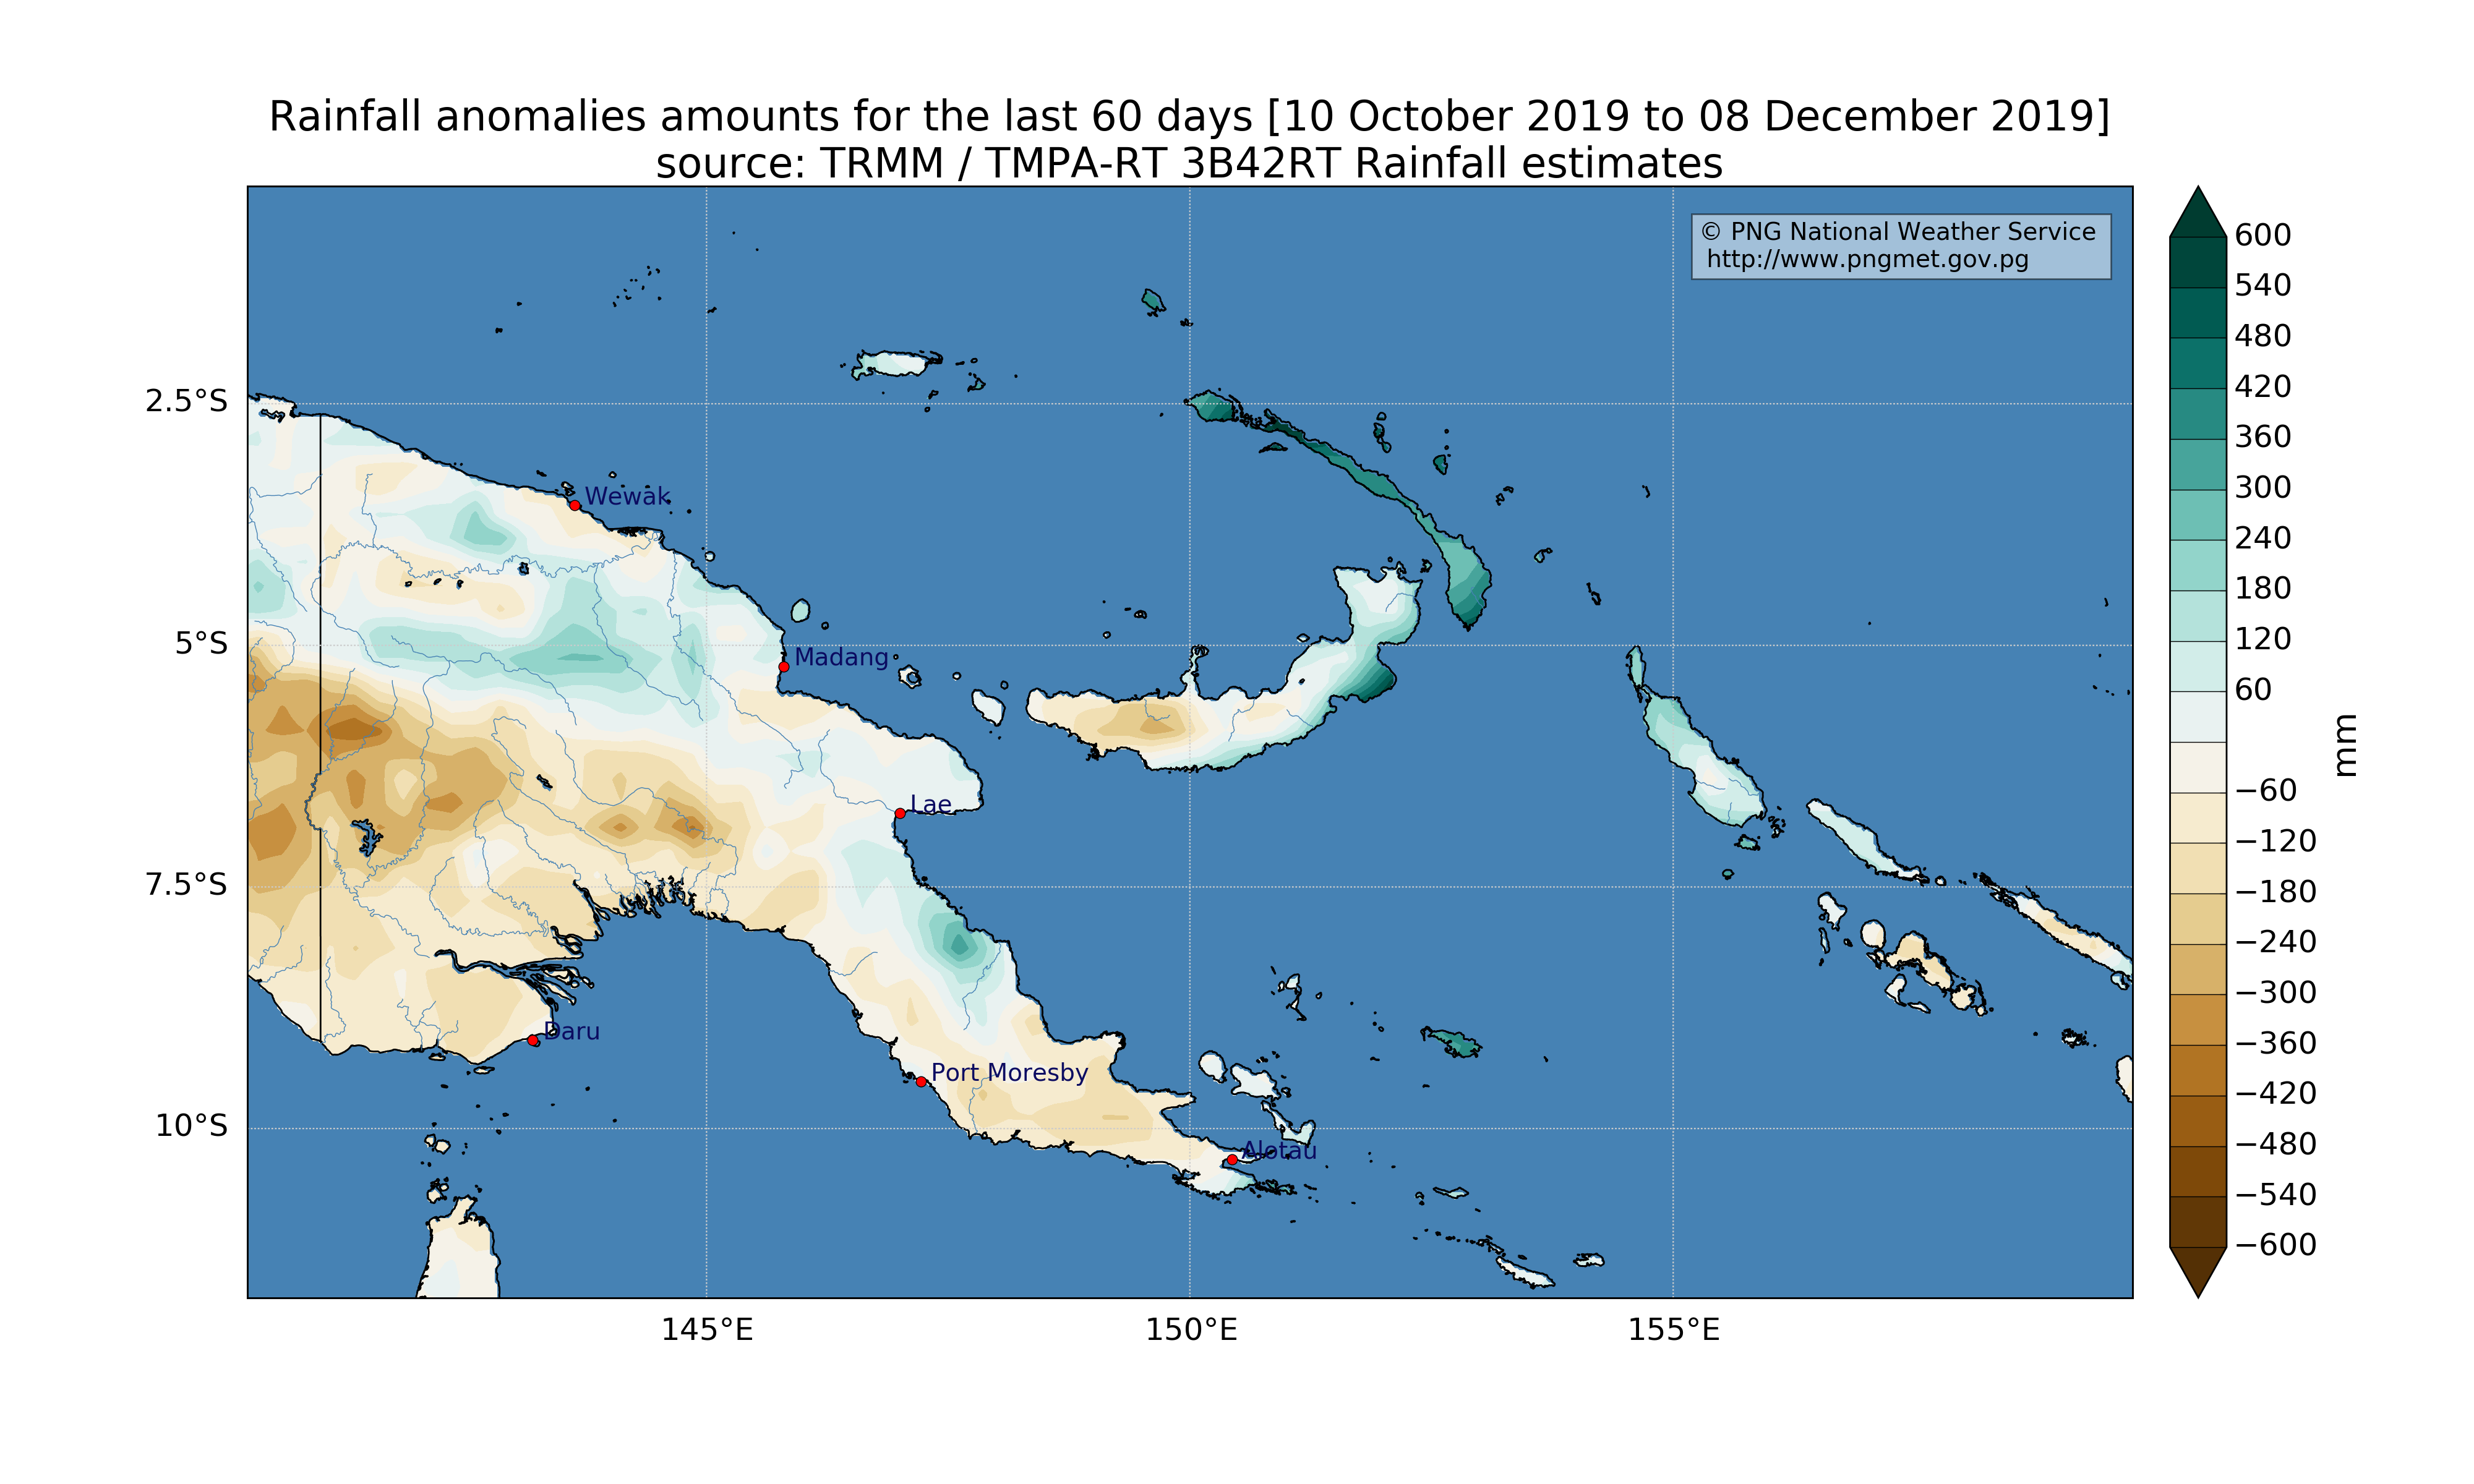 Rainfall anomalies amounts for the last 60 days [10 October 2019 to 08 December 2019]
source: TRMM / TMPA-RT 3B42RT Rainfall estimates
© PNG National Weather Service
http://www.pngmet.gov.pg
600
540
480
420
360
300
240
180
120
60
−60
−120
−180
−240
−300
−360
−420
−480
−540
−600
mm
2.5°S
5°S
7.5°S
10°S
Wewak
Madang
Lae
Daru
Port Moresby
Alotau
145°E
150°E
155°E